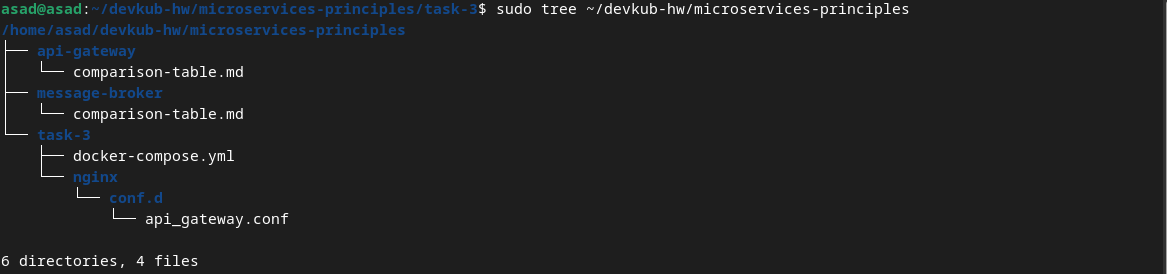 asad@asad:~/devkub-hw/microservices-principles/task-3$ sudo tree ~/devkub-hw/microservices-principles
/home/asad/devkub-hw/microservices-principles
├── api-gateway
│   └── comparison-table.md
├── message-broker
│   └── comparison-table.md
└── task-3
    ├── docker-compose.yml
    └── nginx
        └── conf.d
            └── api_gateway.conf

6 directories, 4 files